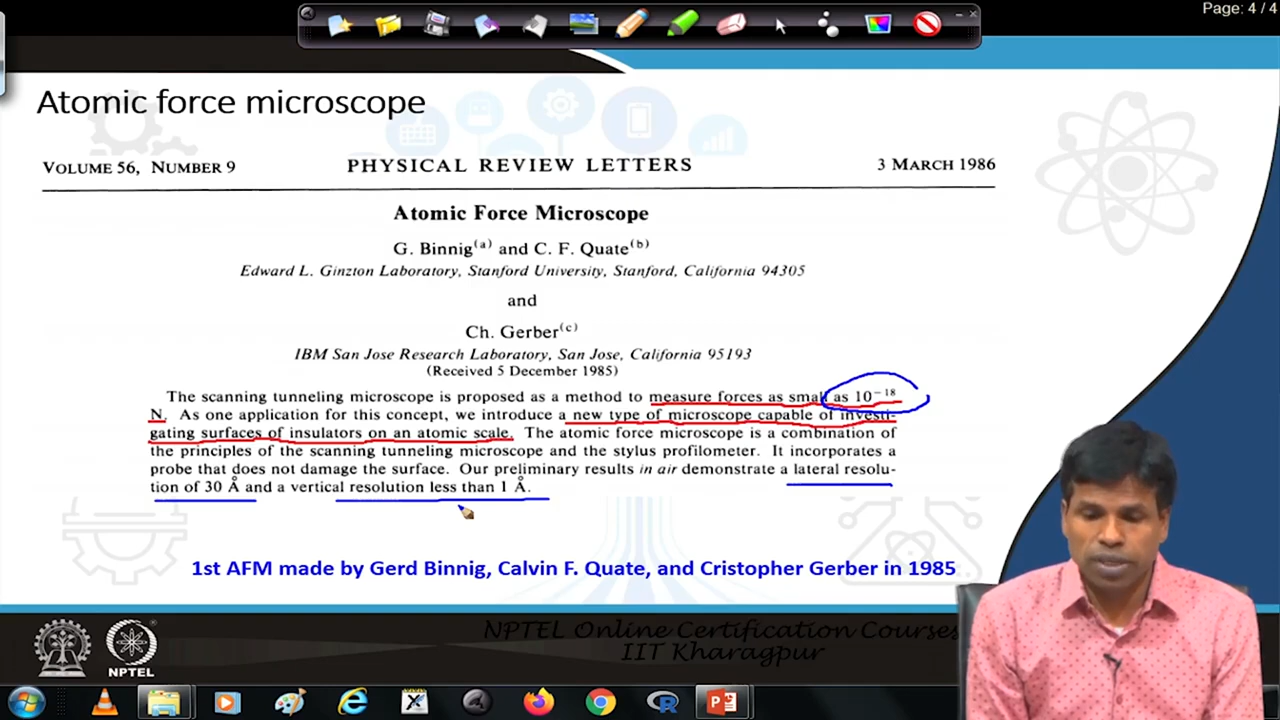 Page: 4 / 4
Atomic force microscope
VOLUME 56, NUMBER 9 PHYSICAL REVIEW LETTERS 3 MARCH 1986
Atomic Force Microscope
G. Binnig(a) and C. F. Quate(b)
Edward L. Ginzton Laboratory, Stanford University, Stanford, California 94305
and
Ch. Gerber(c)
IBM San Jose Research Laboratory, San Jose, California 95193
(Received 5 December 1985)
The scanning tunneling microscope is proposed as a method to measure forces as small as 10⁻¹⁸
N. As one application for this concept, we introduce a new type of microscope capable of investi-
gating surfaces of insulators on an atomic scale. The atomic force microscope is a combination of
the principles of the scanning tunneling microscope and the stylus profilometer. It incorporates a
probe that does not damage the surface. Our preliminary results in air demonstrate a lateral resolu-
tion of 30 Å and a vertical resolution less than 1 Å.
1st AFM made by Gerd Binnig, Calvin F. Quate, and Cristopher Gerber in 1985
NPTEL Online Certification Courses
IIT Kharagpur
NPTEL